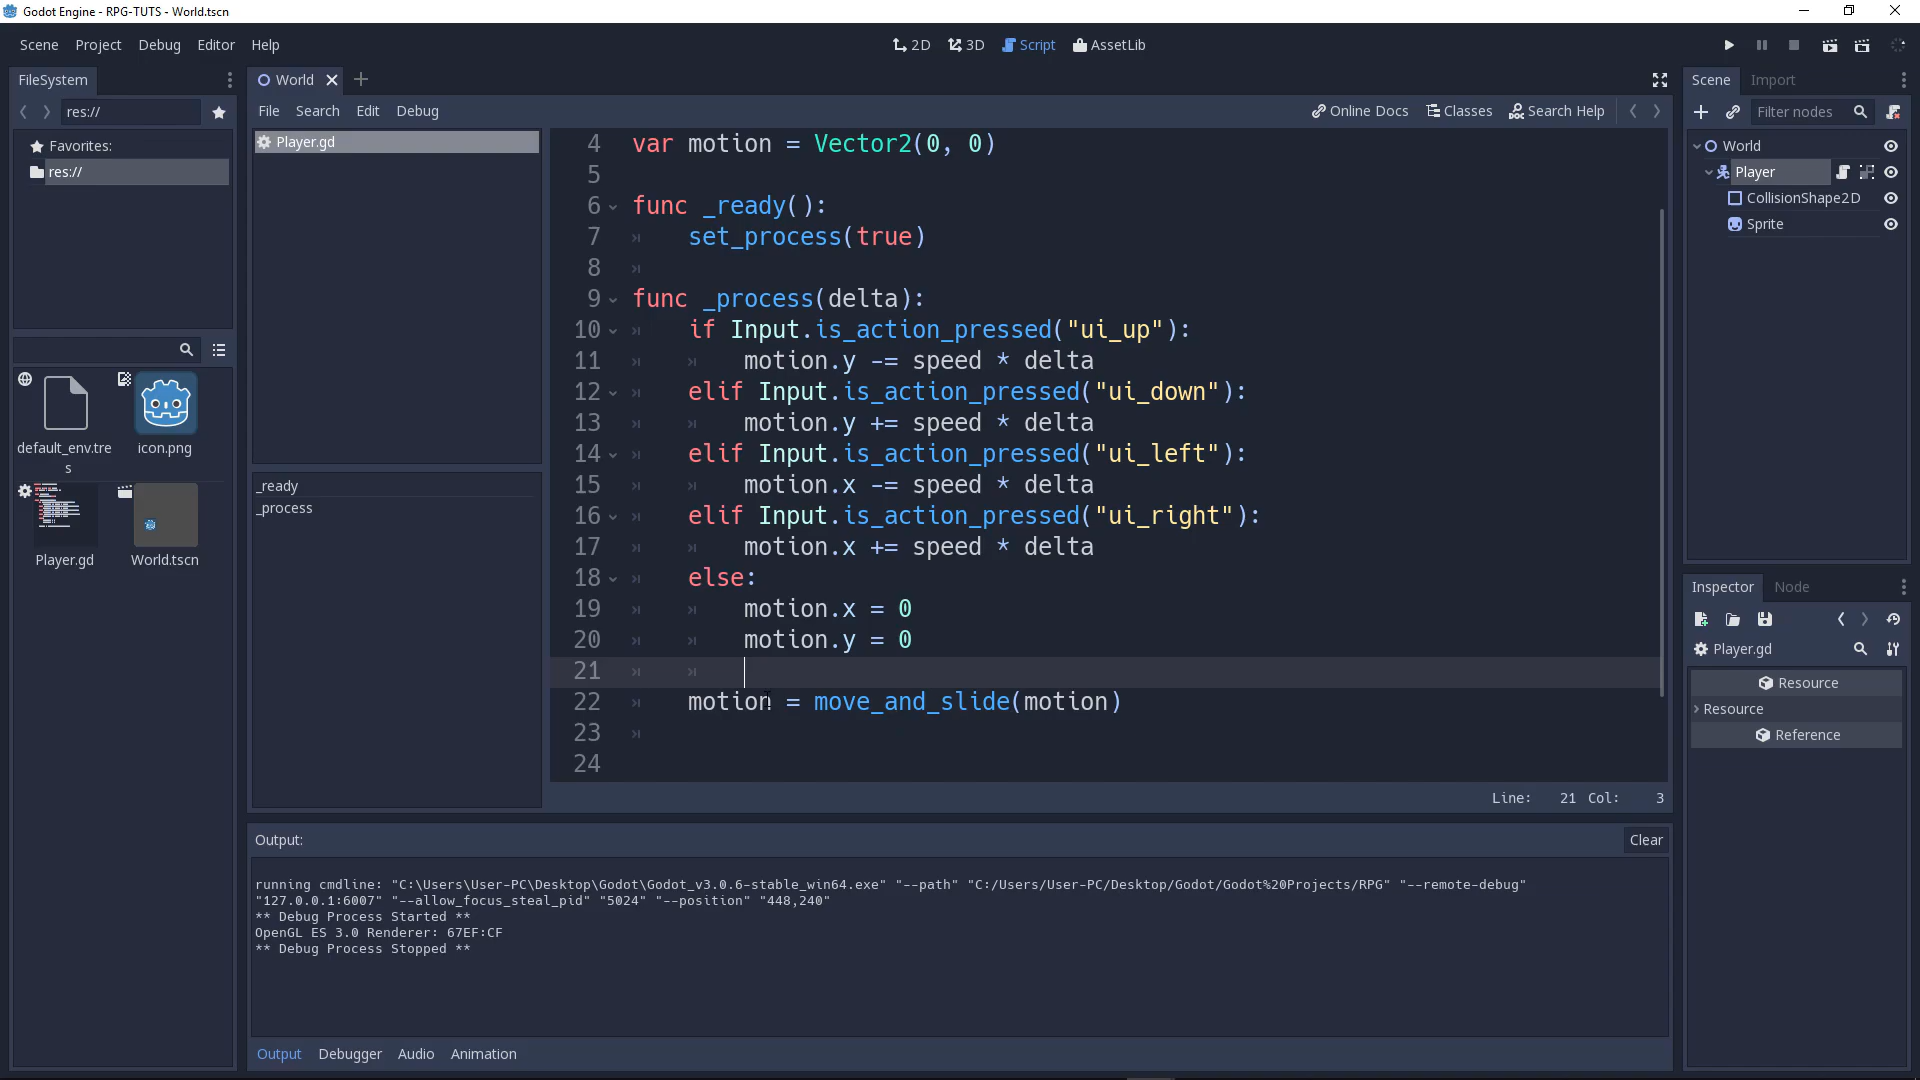 Godot Engine - RPG-TUTS - World.tscn
Scene Project Debug Editor Help
2D 3D Script AssetLib
FileSystem
res://
Favorites:
res://
default_env.tre
s
icon.png
Player.gd
World.tscn
World
File Search Edit Debug
Online Docs Classes Search Help
Player.gd
_ready
_process
4 var motion = Vector2(0, 0)
5
6 func _ready():
7 set_process(true)
8
9 func _process(delta):
10 if Input.is_action_pressed("ui_up"):
11 motion.y -= speed * delta
12 elif Input.is_action_pressed("ui_down"):
13 motion.y += speed * delta
14 elif Input.is_action_pressed("ui_left"):
15 motion.x -= speed * delta
16 elif Input.is_action_pressed("ui_right"):
17 motion.x += speed * delta
18 else:
19 motion.x = 0
20 motion.y = 0
21
22 motion = move_and_slide(motion)
23
24
Line: 21 Col: 3
Output:
Clear
running cmdline: "C:\Users\User-PC\Desktop\Godot\Godot_v3.0.6-stable_win64.exe" "--path" "C:/Users/User-PC/Desktop/Godot/Godot%20Projects/RPG" "--remote-debug"
"127.0.0.1:6007" "--allow_focus_steal_pid" "5024" "--position" "448,240"
** Debug Process Started **
OpenGL ES 3.0 Renderer: 67EF:CF
** Debug Process Stopped **
Output Debugger Audio Animation
Scene Import
Filter nodes
World
Player
CollisionShape2D
Sprite
Inspector Node
Player.gd
Resource
Resource
Reference